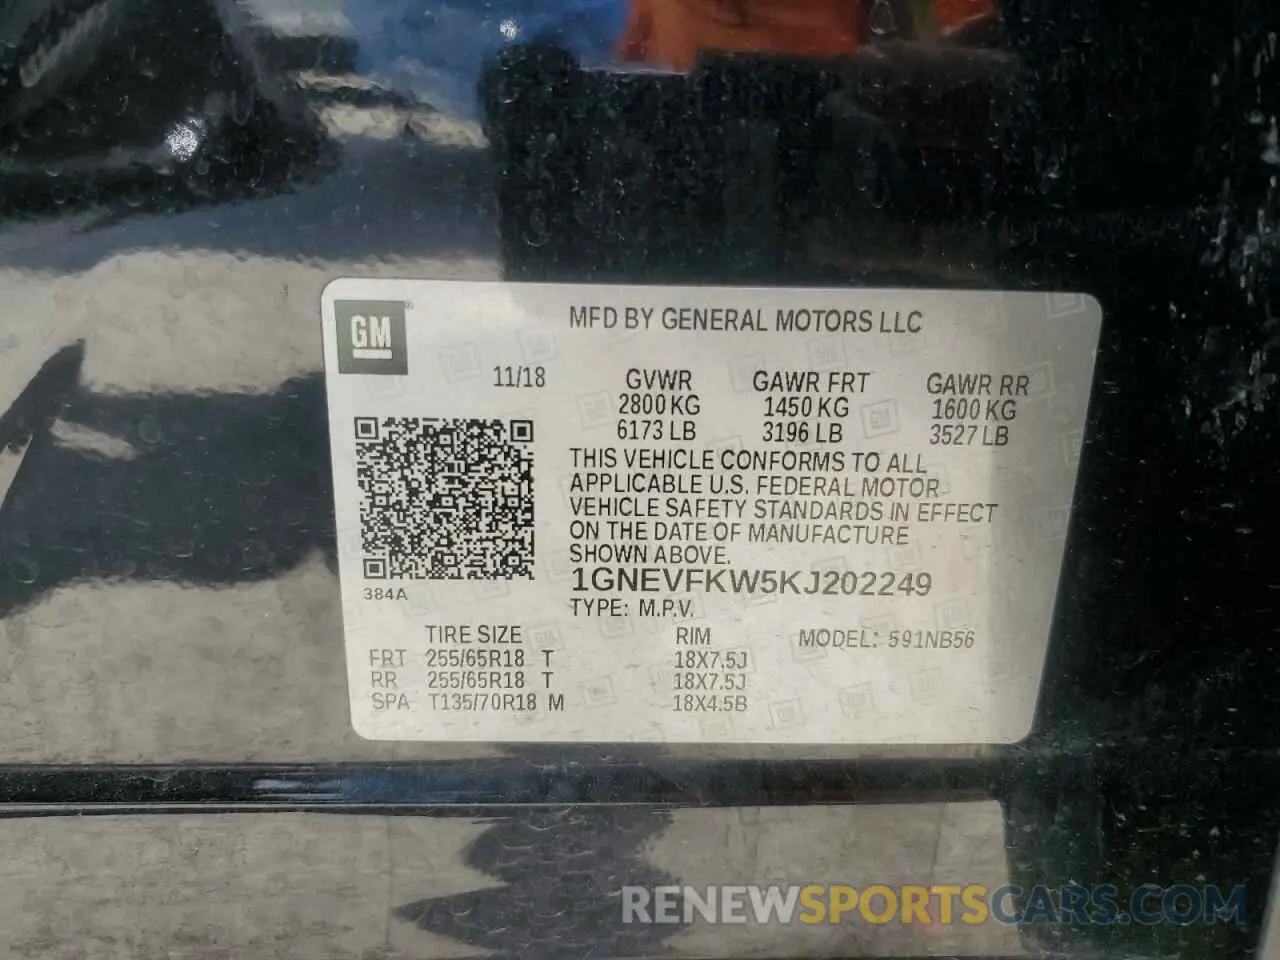 GM®
MFD BY GENERAL MOTORS LLC
11/18
GVWR GAWR FRT GAWR RR
2800 KG 1450 KG 1600 KG
6173 LB 3196 LB 3527 LB
THIS VEHICLE CONFORMS TO ALL
APPLICABLE U.S. FEDERAL MOTOR
VEHICLE SAFETY STANDARDS IN EFFECT
ON THE DATE OF MANUFACTURE
SHOWN ABOVE.
384A
1GNEVFKW5KJ202249
TYPE: M.P.V.
TIRE SIZE RIM MODEL: 591NB56
FRT 255/65R18 T 18X7.5J
RR 255/65R18 T 18X7.5J
SPA T135/70R18 M 18X4.5B
RENEWSPORTSCARS.COM